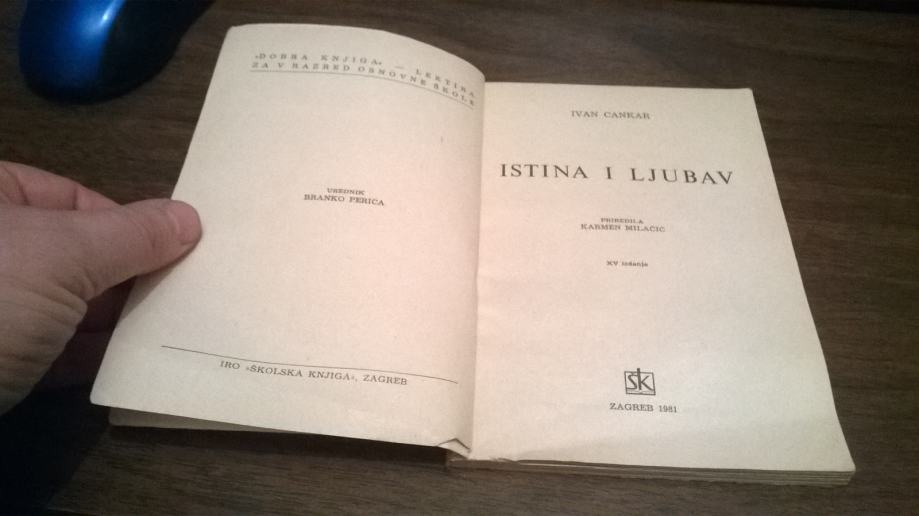 »DOBRA KNJIGA« — LEKTIRA
ZA V RAZRED OSNOVNE ŠKOLE
UREDNIK
BRANKO PERICA
IRO »ŠKOLSKA KNJIGA«, ZAGREB
IVAN CANKAR
ISTINA I LJUBAV
PRIREDILA
KARMEN MILAČIĆ
XV izdanje
šk
ZAGREB 1981